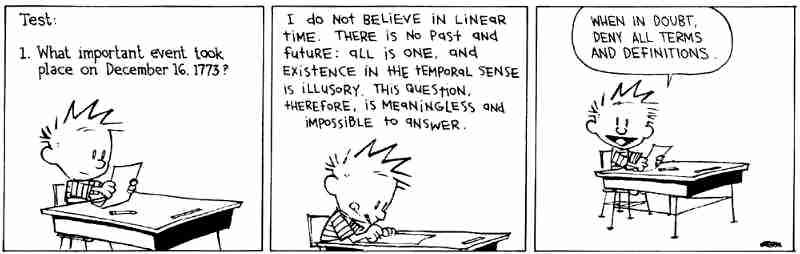 Test:
1. What important event took
place on December 16, 1773?
I do NOT BELIEVE IN LINEAR
TIME. THERE IS NO PAST and
FUTURE: ALL IS ONE, and
EXISTENCE IN THE TEMPORAL SENSE
IS ILLUSORY. THIS QUESTION,
THEREFORE, IS MEANINGLESS and
IMPOSSIBLE TO ANSWER.
WHEN IN DOUBT,
DENY ALL TERMS
AND DEFINITIONS.